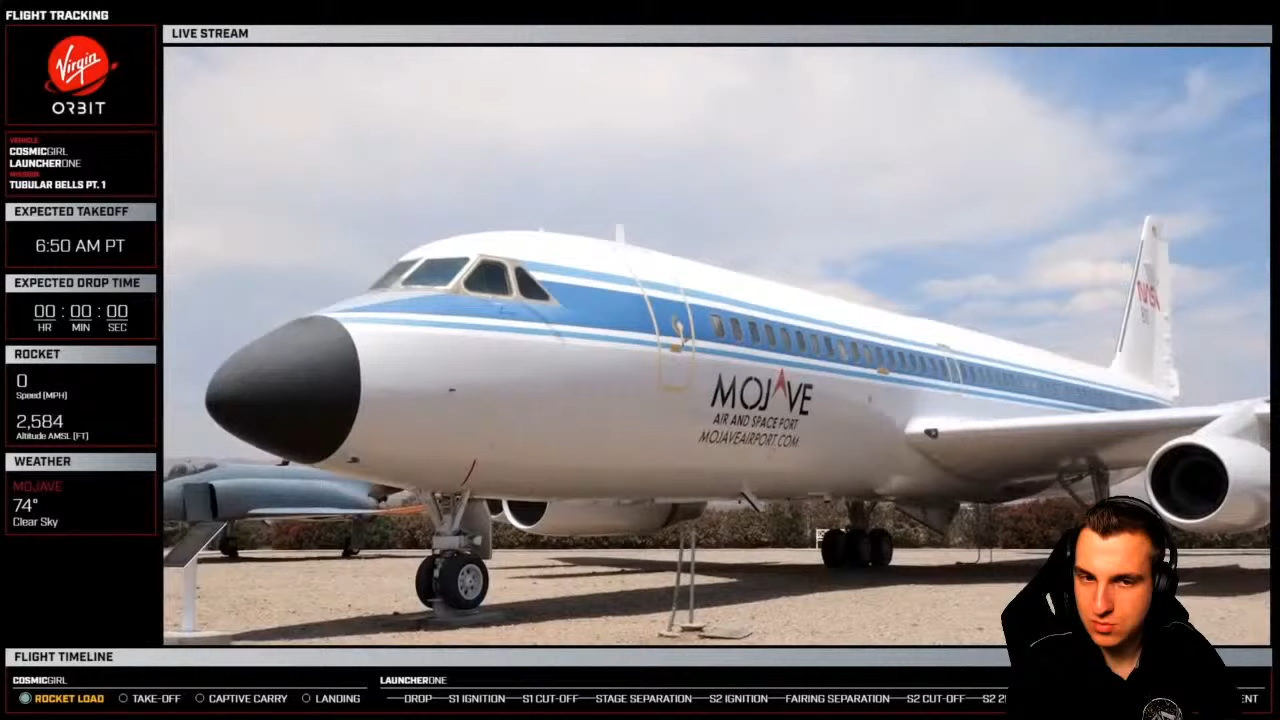 FLIGHT TRACKING
Virgin
ORBIT
VEHICLE:
COSMICGIRL
LAUNCHERONE
MISSION:
TUBULAR BELLS PT. 1
EXPECTED TAKEOFF
6:50 AM PT
EXPECTED DROP TIME
00 : 00 : 00
HR MIN SEC
ROCKET
0
Speed [MPH]
2,584
Altitude AMSL [FT]
WEATHER
MOJAVE
74°
Clear Sky
LIVE STREAM
MOJAVE
AIR AND SPACE PORT
MOJAVEAIRPORT.COM
NASA
FLIGHT TIMELINE
COSMICGIRL
ROCKET LOAD TAKE-OFF CAPTIVE CARRY LANDING
LAUNCHERONE
DROP S1 IGNITION S1 CUT-OFF STAGE SEPARATION S2 IGNITION FAIRING SEPARATION S2 CUT-OFF S2